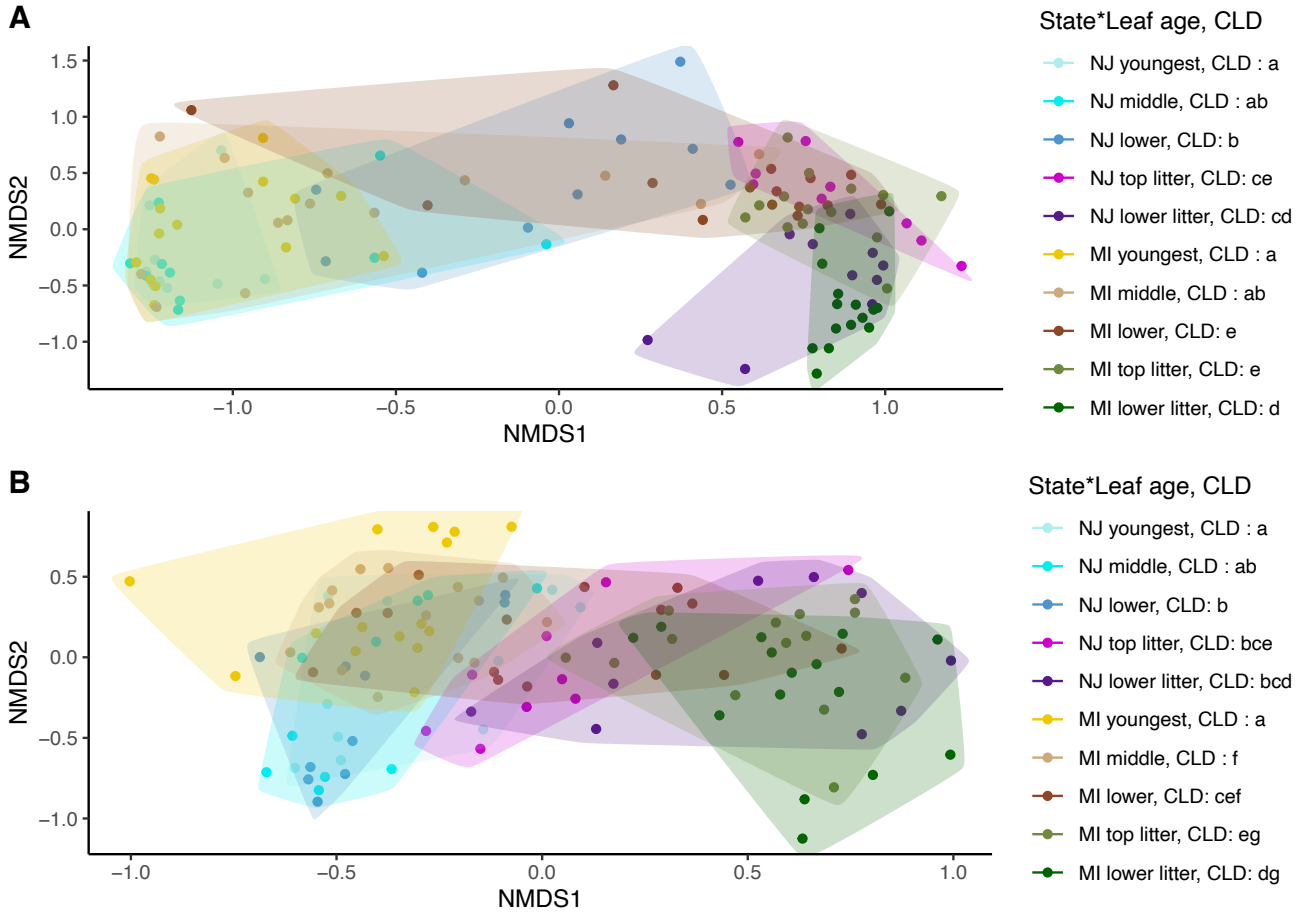 A
State*Leaf age, CLD
NJ youngest, CLD : a
NJ middle, CLD : ab
NJ lower, CLD: b
NJ top litter, CLD: ce
NJ lower litter, CLD: cd
MI youngest, CLD : a
MI middle, CLD : ab
MI lower, CLD: e
MI top litter, CLD: e
MI lower litter, CLD: d
NMDS2
1.5
1.0
0.5
0.0
−0.5
−1.0
−1.0 −0.5 0.0 0.5 1.0
NMDS1
B
State*Leaf age, CLD
NJ youngest, CLD : a
NJ middle, CLD : ab
NJ lower, CLD: b
NJ top litter, CLD: bce
NJ lower litter, CLD: bcd
MI youngest, CLD : a
MI middle, CLD : f
MI lower, CLD: cef
MI top litter, CLD: eg
MI lower litter, CLD: dg
NMDS2
0.5
0.0
−0.5
−1.0
−1.0 −0.5 0.0 0.5 1.0
NMDS1